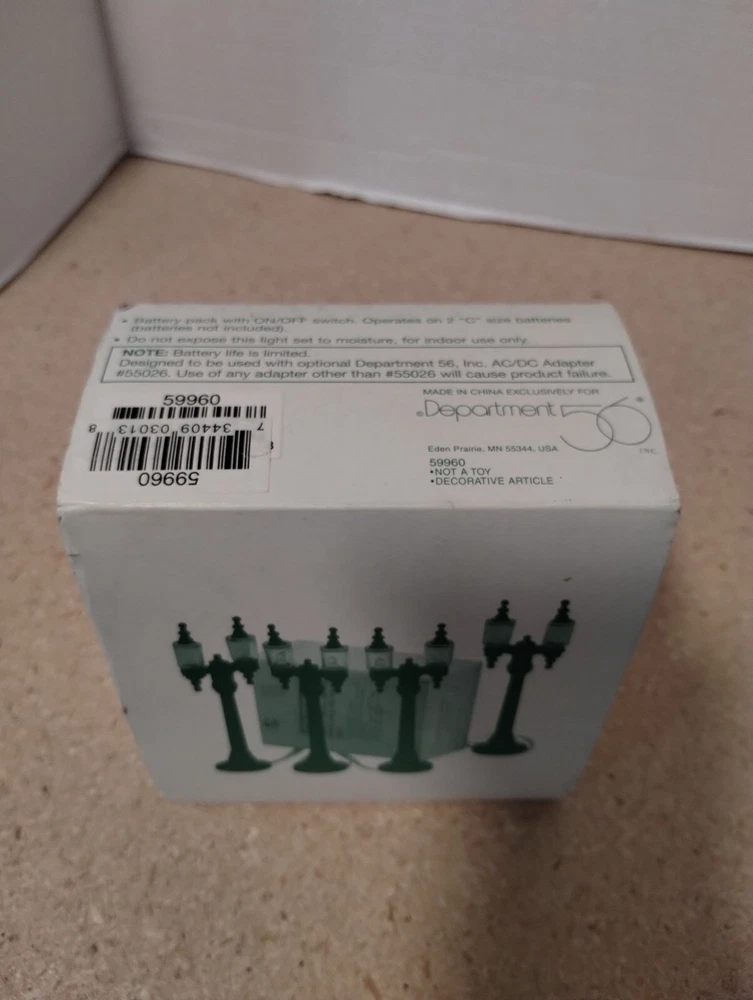 • Battery pack with ON/OFF switch. Operates on 2 "C" size batteries
(batteries not included).
• Do not expose this light set to moisture, for indoor use only.
NOTE: Battery life is limited.
Designed to be used with optional Department 56, Inc. AC/DC Adapter
#55026. Use of any adapter other than #55026 will cause product failure.
59960
7 34409 03013 8
59960
MADE IN CHINA EXCLUSIVELY FOR
Department 56®
INC.
Eden Prairie, MN 55344, USA
59960
•NOT A TOY
•DECORATIVE ARTICLE